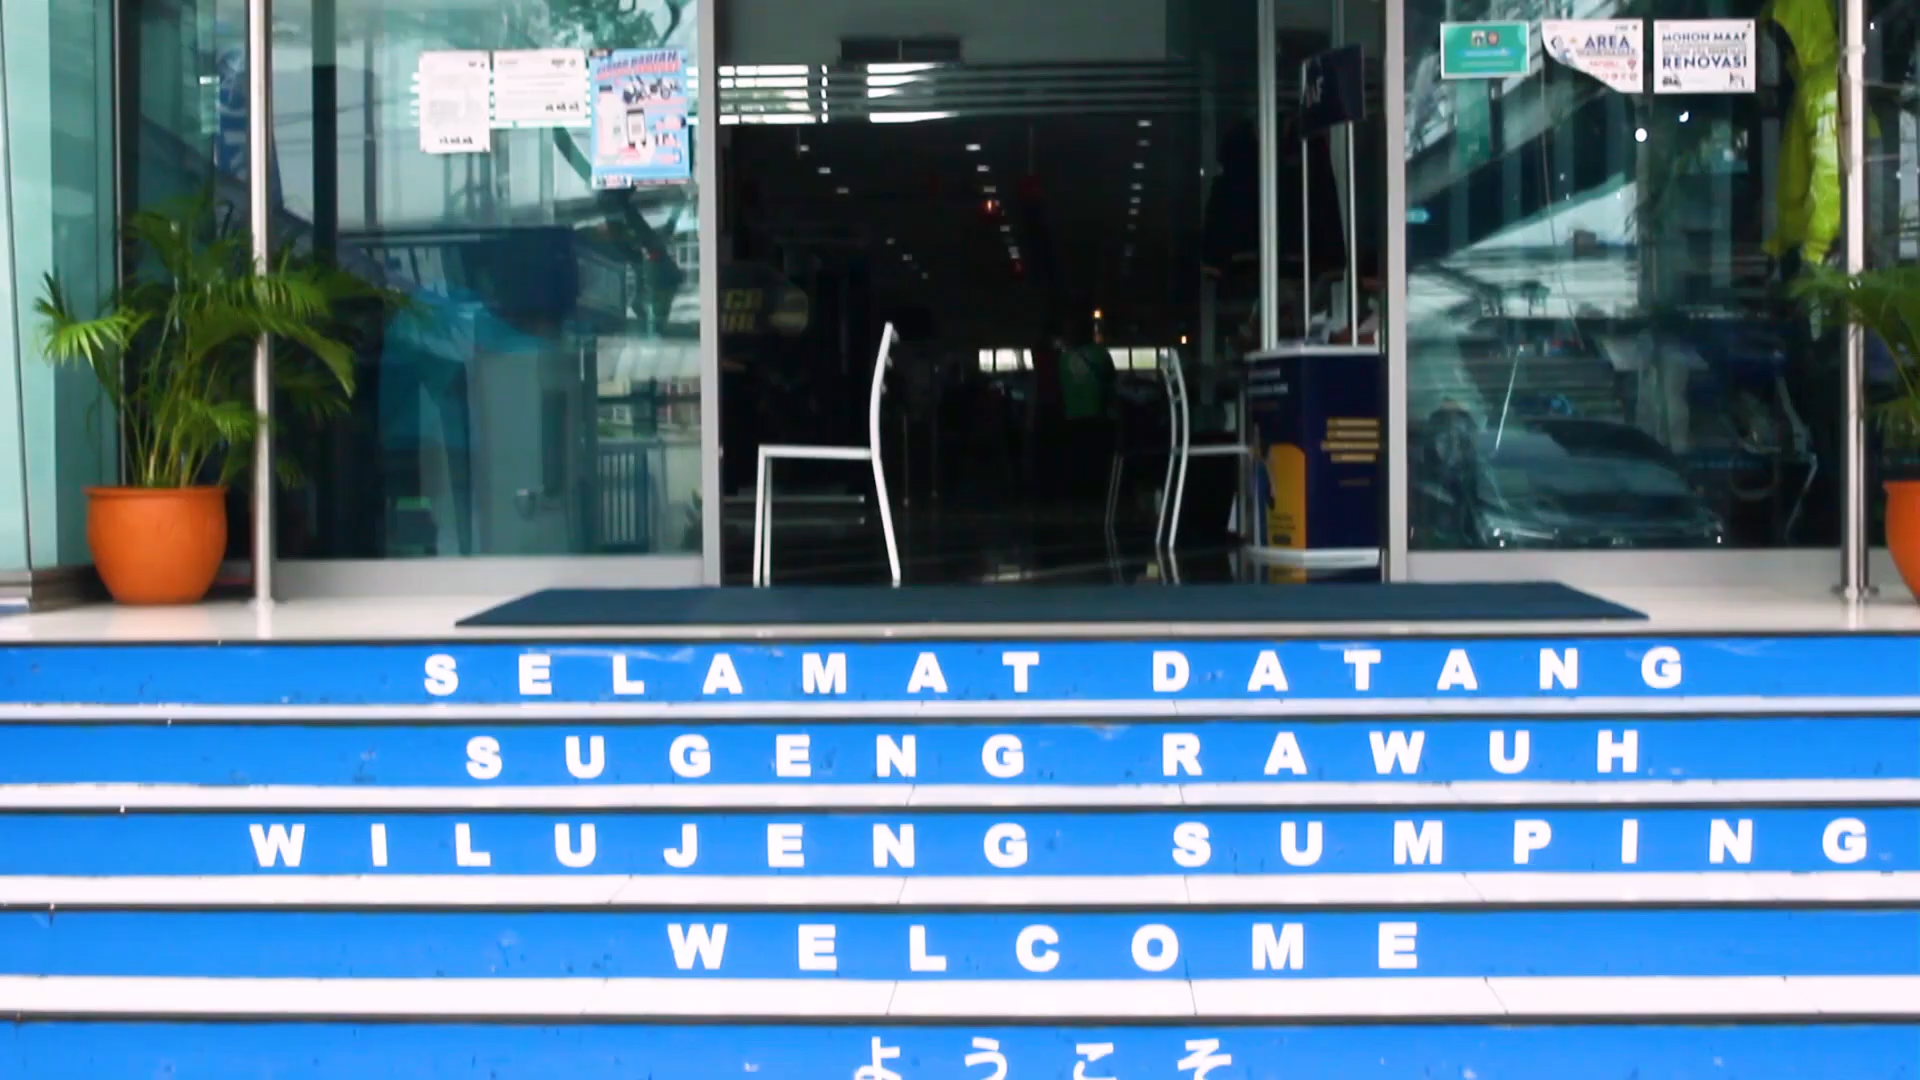 AREA
MOHON MAAF
RENOVASI
SELAMAT DATANG
SUGENG RAWUH
WILUJENG SUMPING
WELCOME
ようこそ